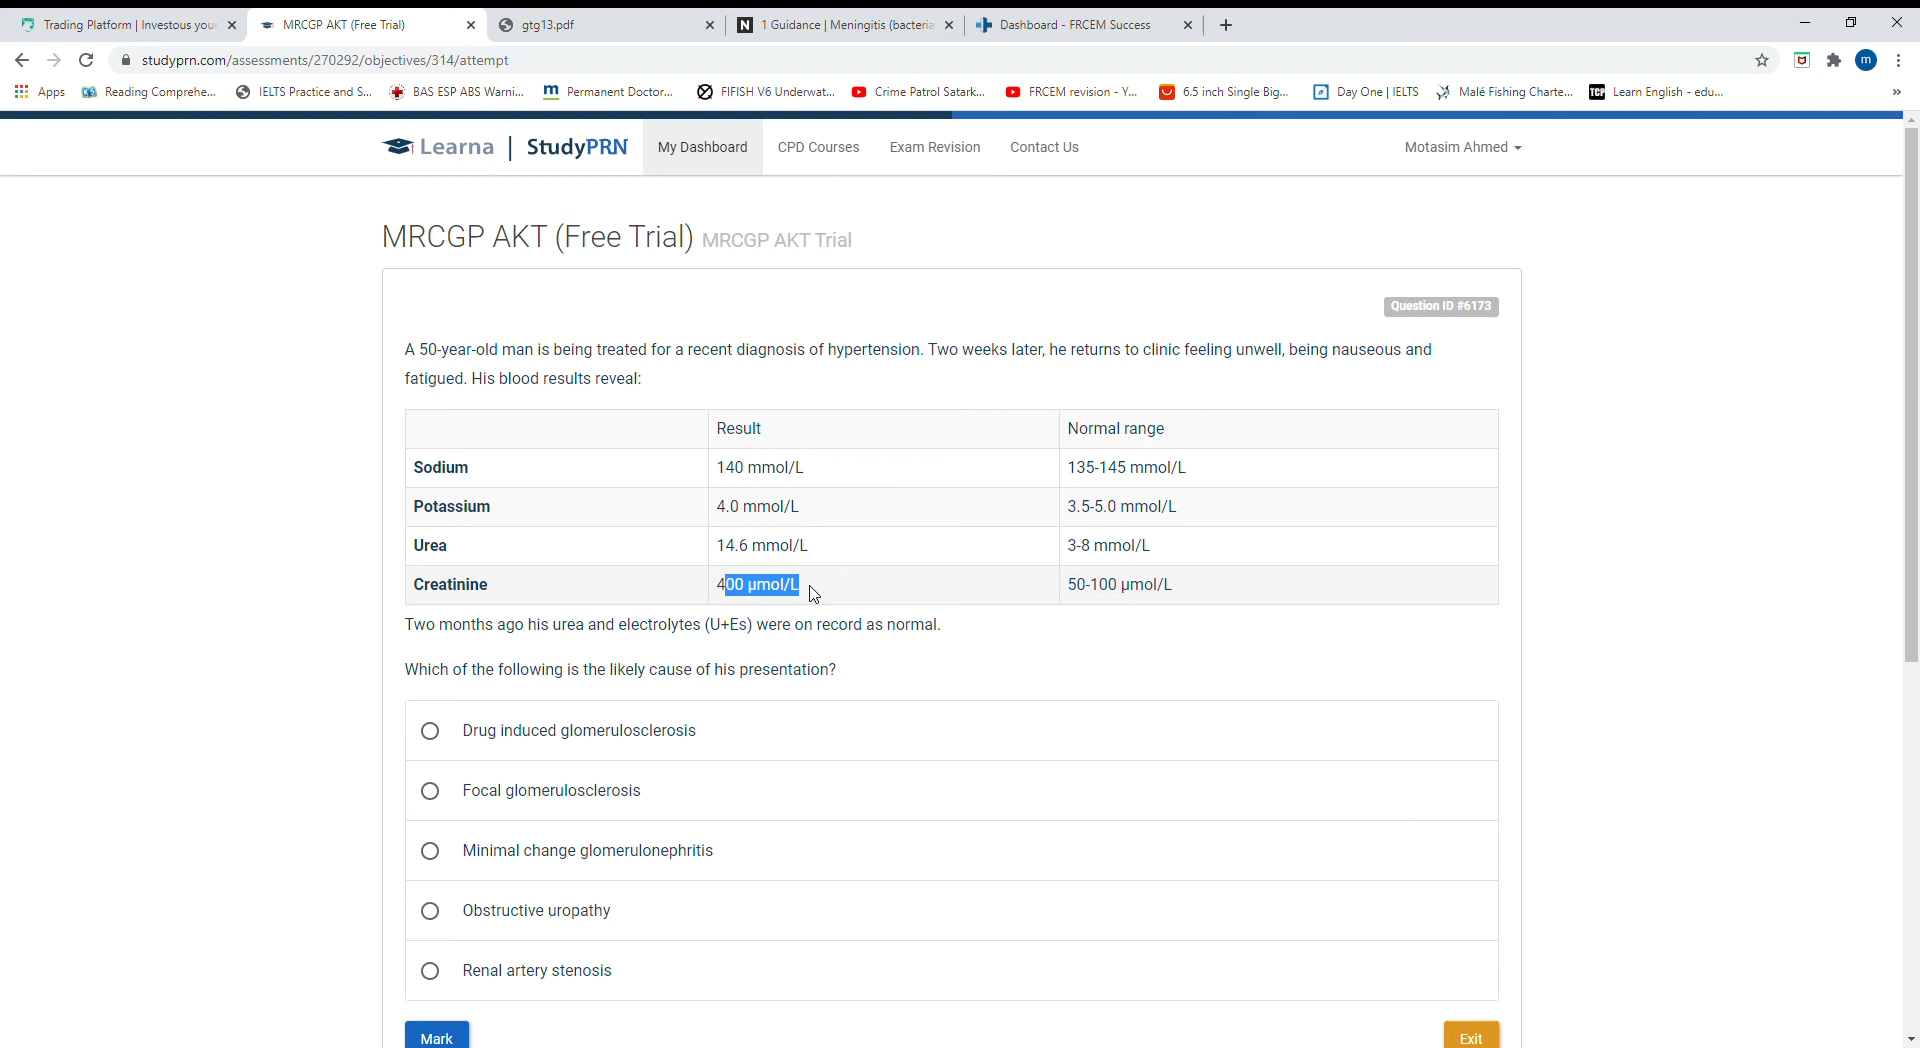 Trading Platform | Investous your
MRCGP AKT (Free Trial)
gtg13.pdf
1 Guidance | Meningitis (bacteria
Dashboard - FRCEM Success
studyprn.com/assessments/270292/objectives/314/attempt
m
Apps
Reading Comprehe...
IELTS Practice and S...
BAS ESP ABS Warni...
Permanent Doctor...
FIFISH V6 Underwat...
Crime Patrol Satark...
FRCEM revision - Y...
6.5 inch Single Big...
Day One | IELTS
Malé Fishing Charte...
TCP
Learn English - edu...
»
Learna | StudyPRN
My Dashboard
CPD Courses
Exam Revision
Contact Us
Motasim Ahmed
MRCGP AKT (Free Trial) MRCGP AKT Trial
Question ID #6173
A 50-year-old man is being treated for a recent diagnosis of hypertension. Two weeks later, he returns to clinic feeling unwell, being nauseous and
fatigued. His blood results reveal:
Result Normal range
Sodium 140 mmol/L 135-145 mmol/L
Potassium 4.0 mmol/L 3.5-5.0 mmol/L
Urea 14.6 mmol/L 3-8 mmol/L
Creatinine 400 µmol/L 50-100 µmol/L
Two months ago his urea and electrolytes (U+Es) were on record as normal.
Which of the following is the likely cause of his presentation?
Drug induced glomerulosclerosis
Focal glomerulosclerosis
Minimal change glomerulonephritis
Obstructive uropathy
Renal artery stenosis
Mark
Exit